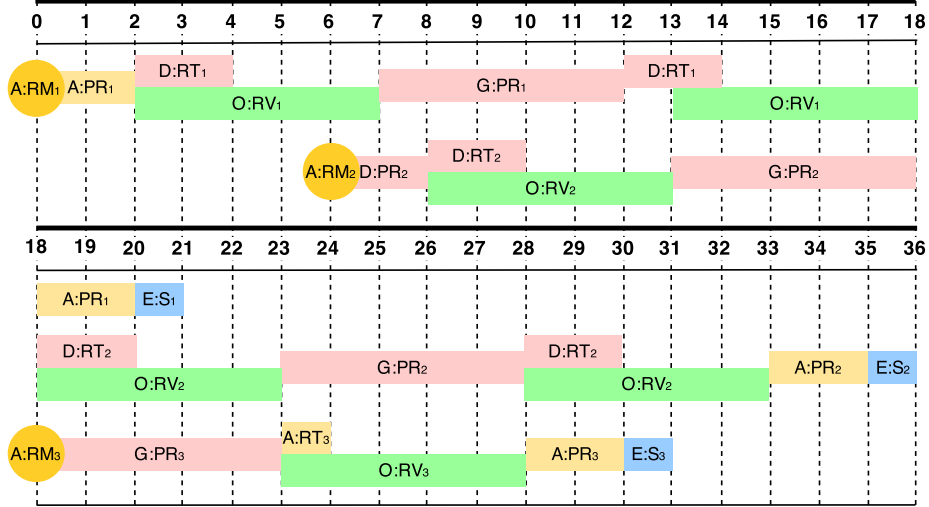 0 1 2 3 4 5 6 7 8 9 10 11 12 13 14 15 16 17 18
D:RT₁ D:RT₁
A:RM₁ A:PR₁ G:PR₁
O:RV₁ O:RV₁
D:RT₂
A:RM₂ D:PR₂ G:PR₂
O:RV₂
18 19 20 21 22 23 24 25 26 27 28 29 30 31 32 33 34 35 36
A:PR₁ E:S₁
D:RT₂ D:RT₂
G:PR₂ A:PR₂ E:S₂
O:RV₂ O:RV₂
A:RT₃
A:RM₃ G:PR₃ A:PR₃ E:S₃
O:RV₃